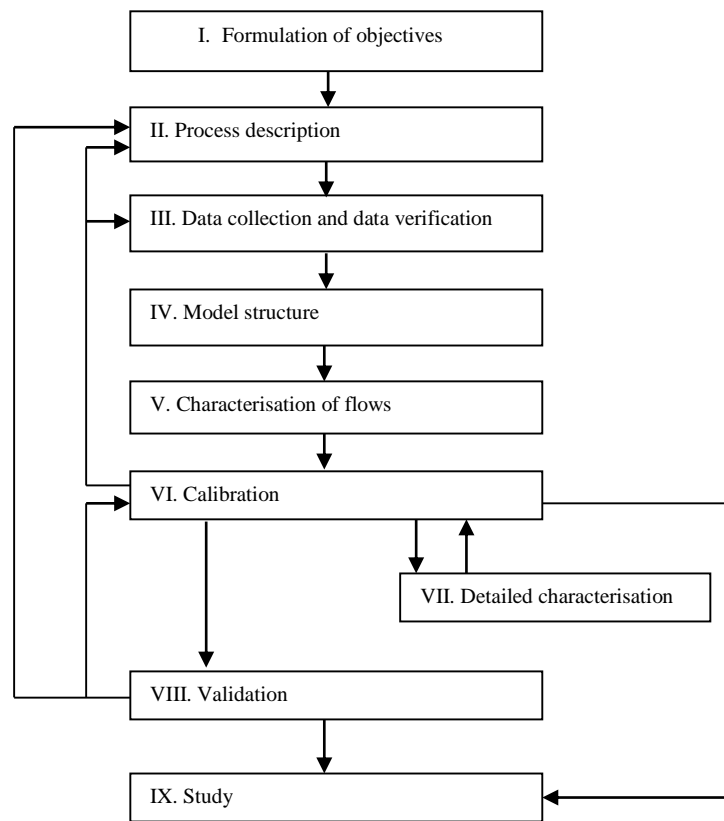 I. Formulation of objectives
II. Process description
III. Data collection and data verification
IV. Model structure
V. Characterisation of flows
VI. Calibration
VII. Detailed characterisation
VIII. Validation
IX. Study